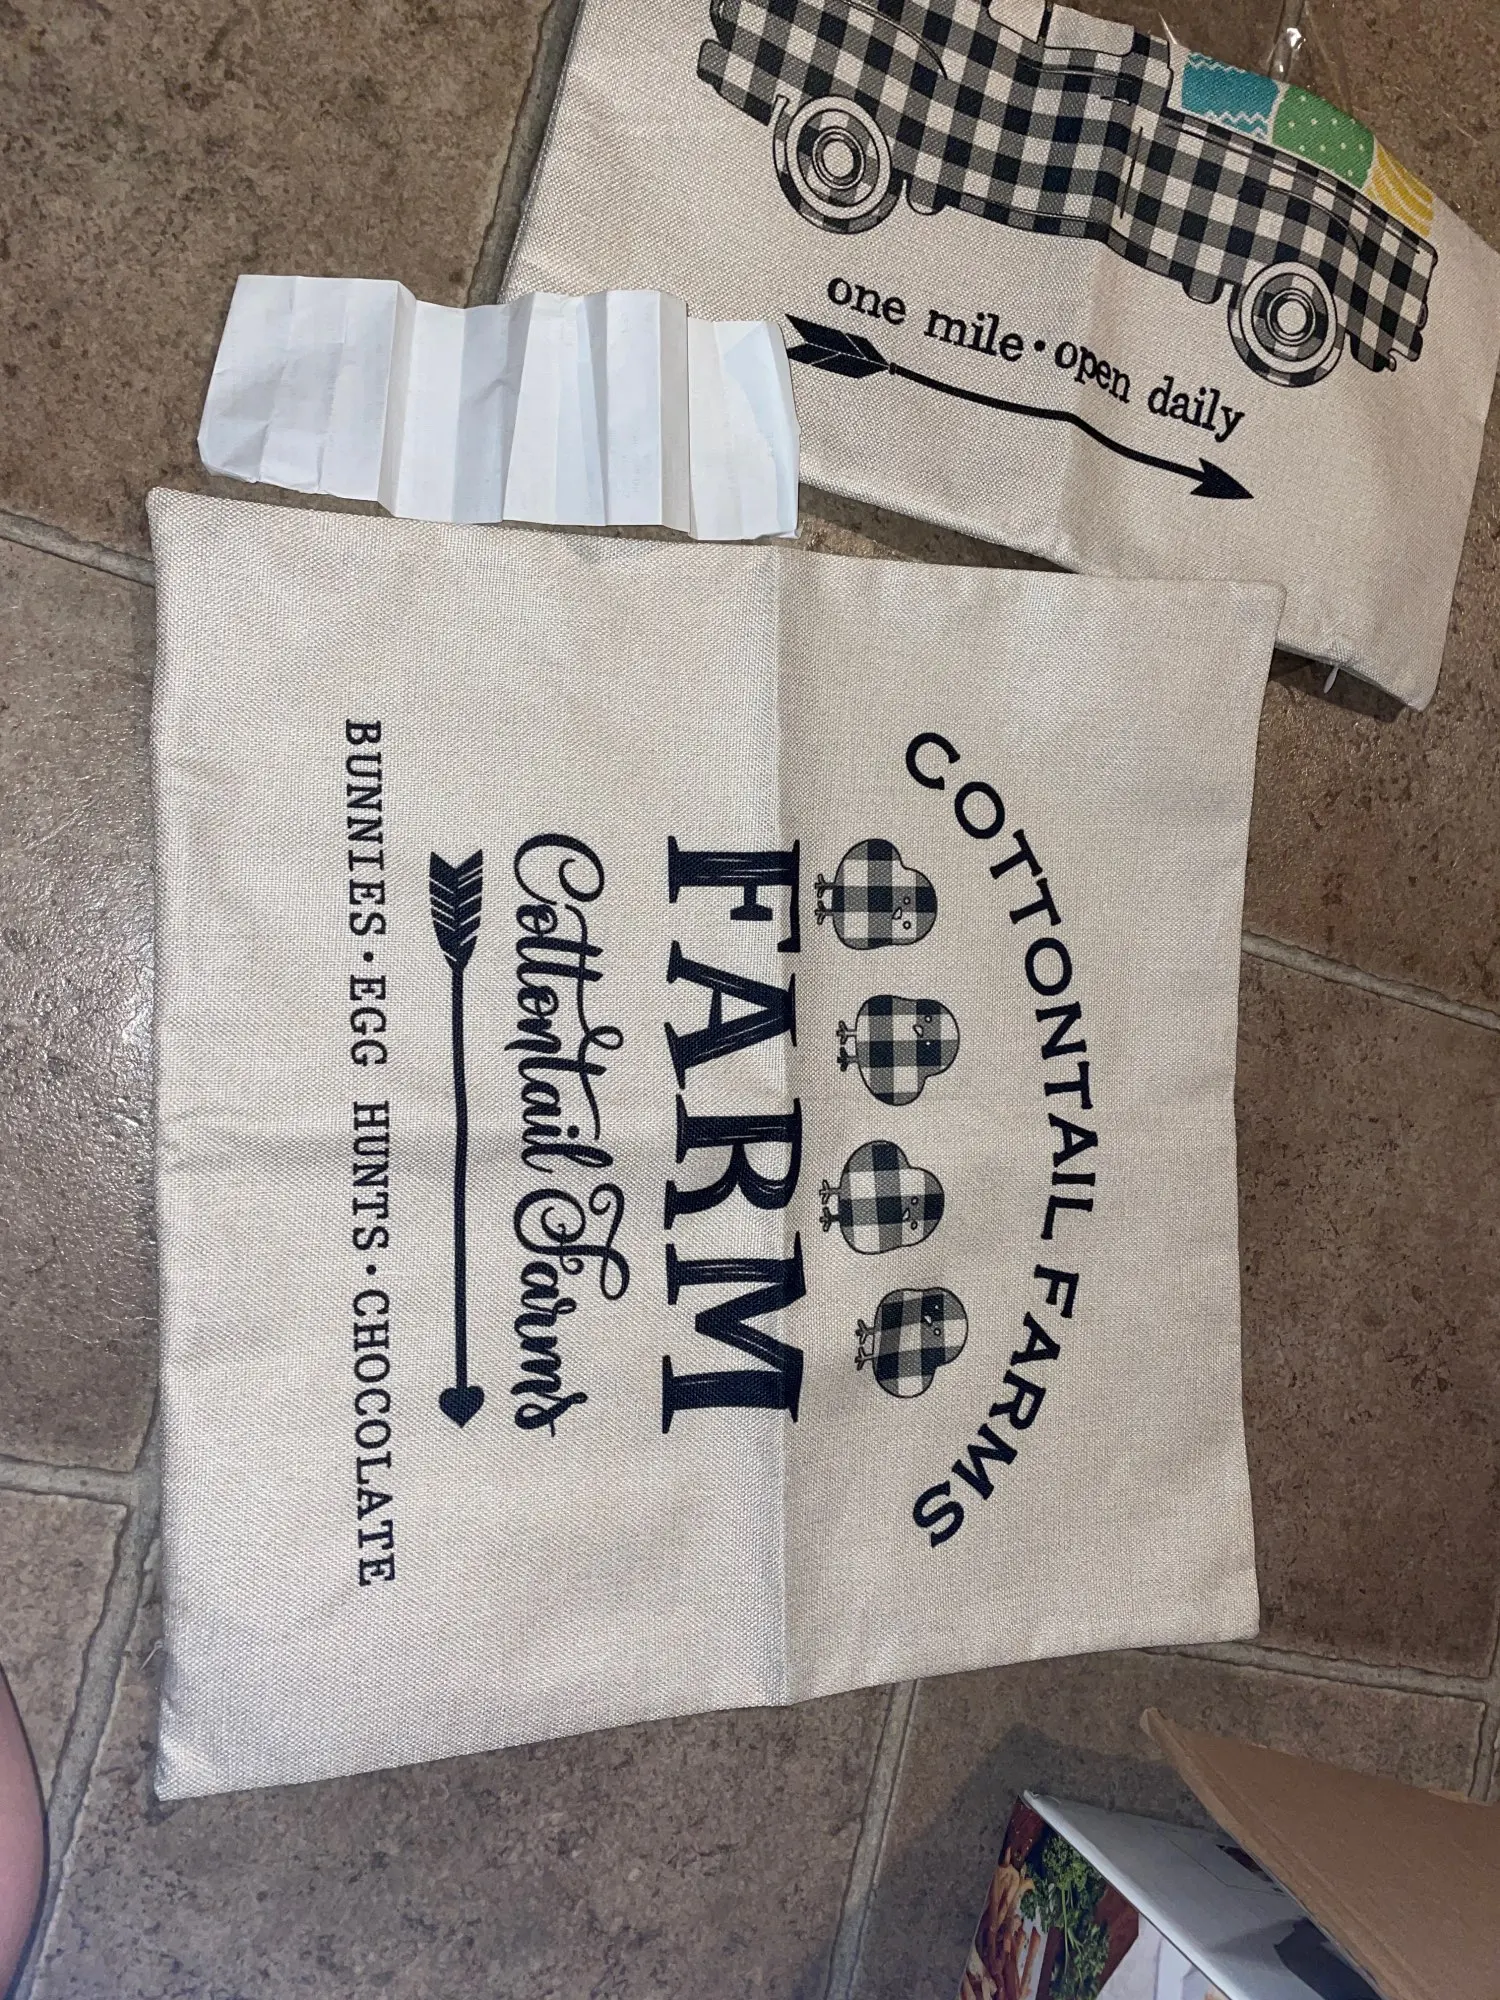 one mile • open daily
COTTONTAIL FARMS
FARM
Cottontail Farms
BUNNIES • EGG HUNTS • CHOCOLATE